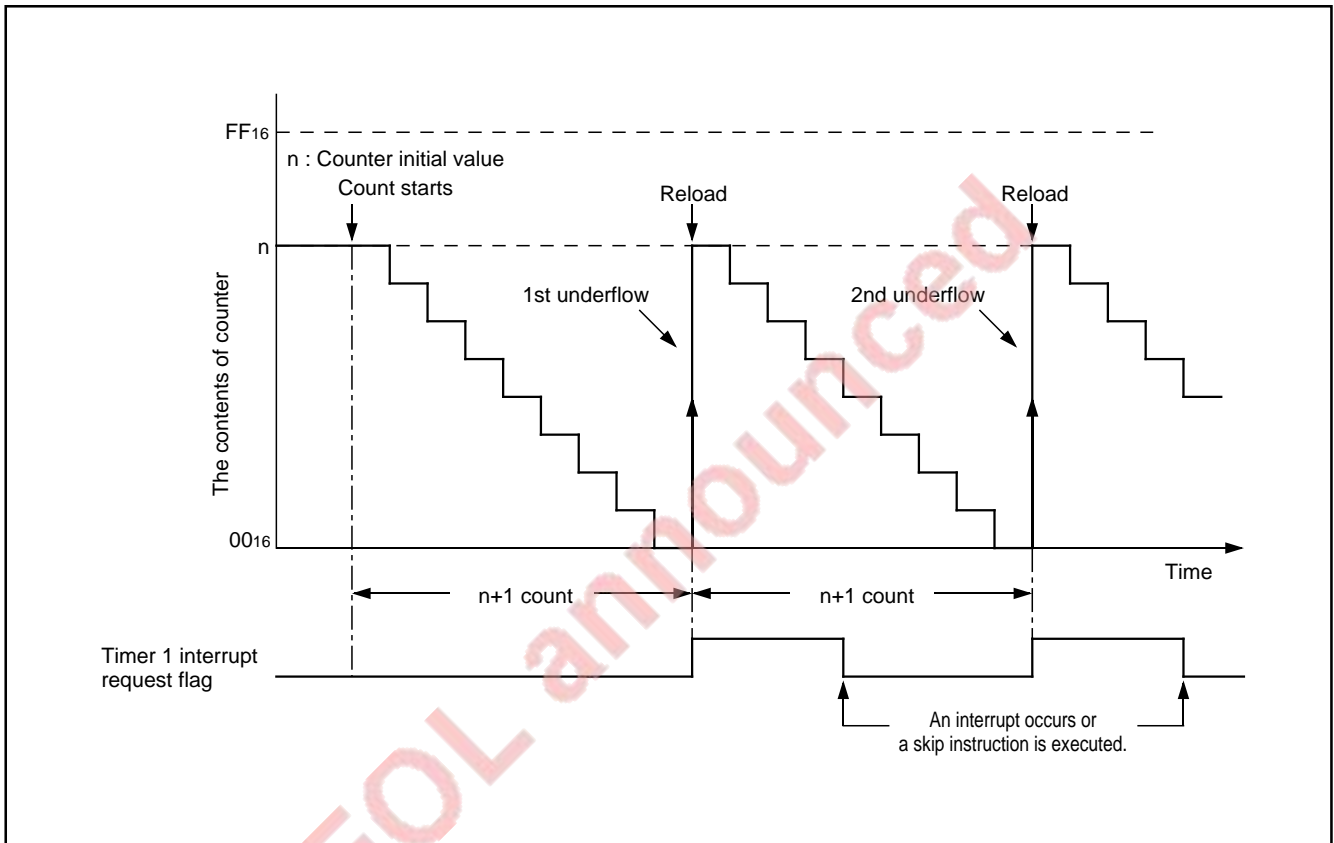 FF16
n : Counter initial value
Count starts
Reload
Reload
n
1st underflow
2nd underflow
The contents of counter
0016
Time
n+1 count
n+1 count
Timer 1 interrupt
request flag
An interrupt occurs or
a skip instruction is executed.
EOL announced